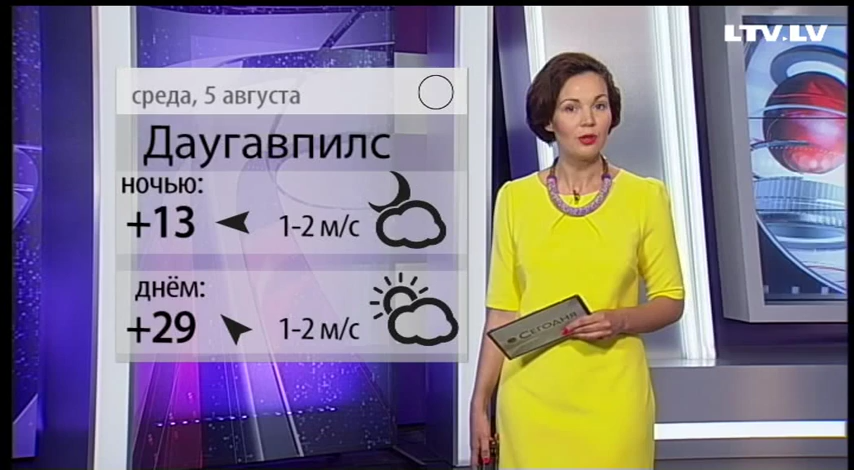 LTV.LV
среда, 5 августа
Даугавпилс
ночью:
+13 1-2 м/с
днём:
+29 1-2 м/с
СЕГОДНЯ